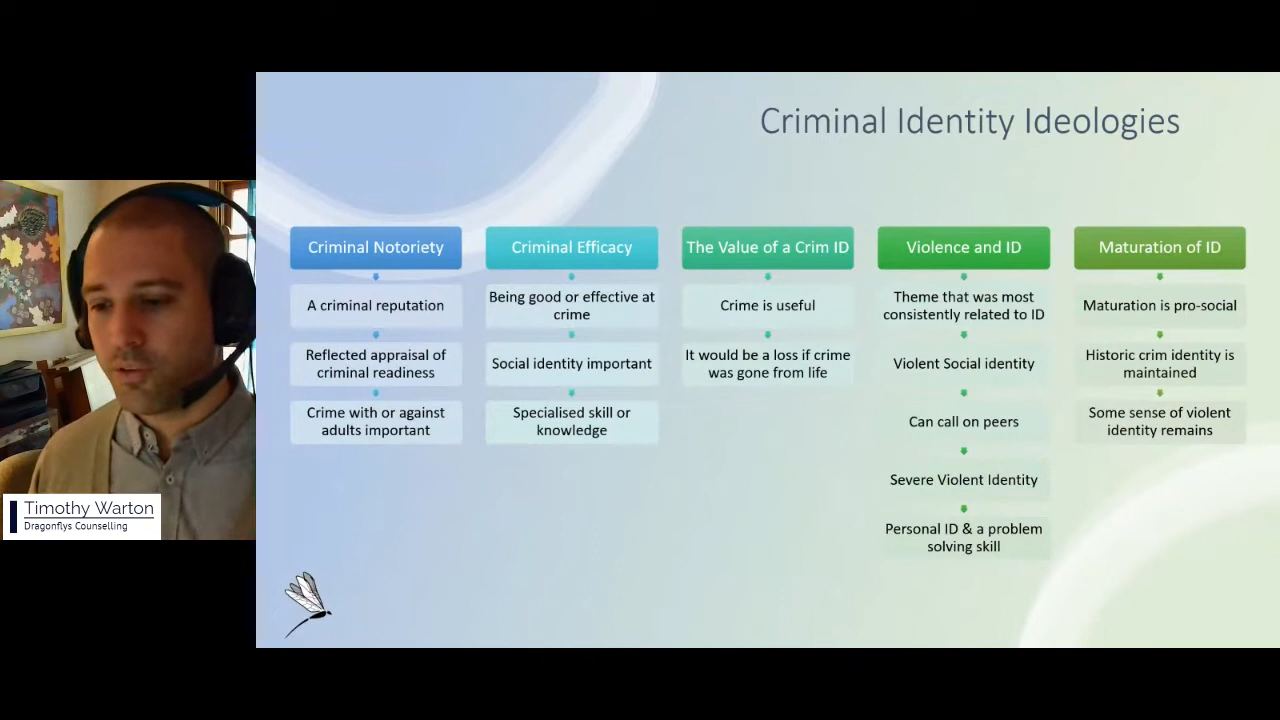 Criminal Identity Ideologies
Criminal Notoriety
A criminal reputation
Reflected appraisal of
criminal readiness
Crime with or against
adults important
Criminal Efficacy
Being good or effective at
crime
Social identity important
Specialised skill or
knowledge
The Value of a Crim ID
Crime is useful
It would be a loss if crime
was gone from life
Violence and ID
Theme that was most
consistently related to ID
Violent Social identity
Can call on peers
Severe Violent Identity
Personal ID & a problem
solving skill
Maturation of ID
Maturation is pro-social
Historic crim identity is
maintained
Some sense of violent
identity remains
Timothy Warton
Dragonflys Counselling